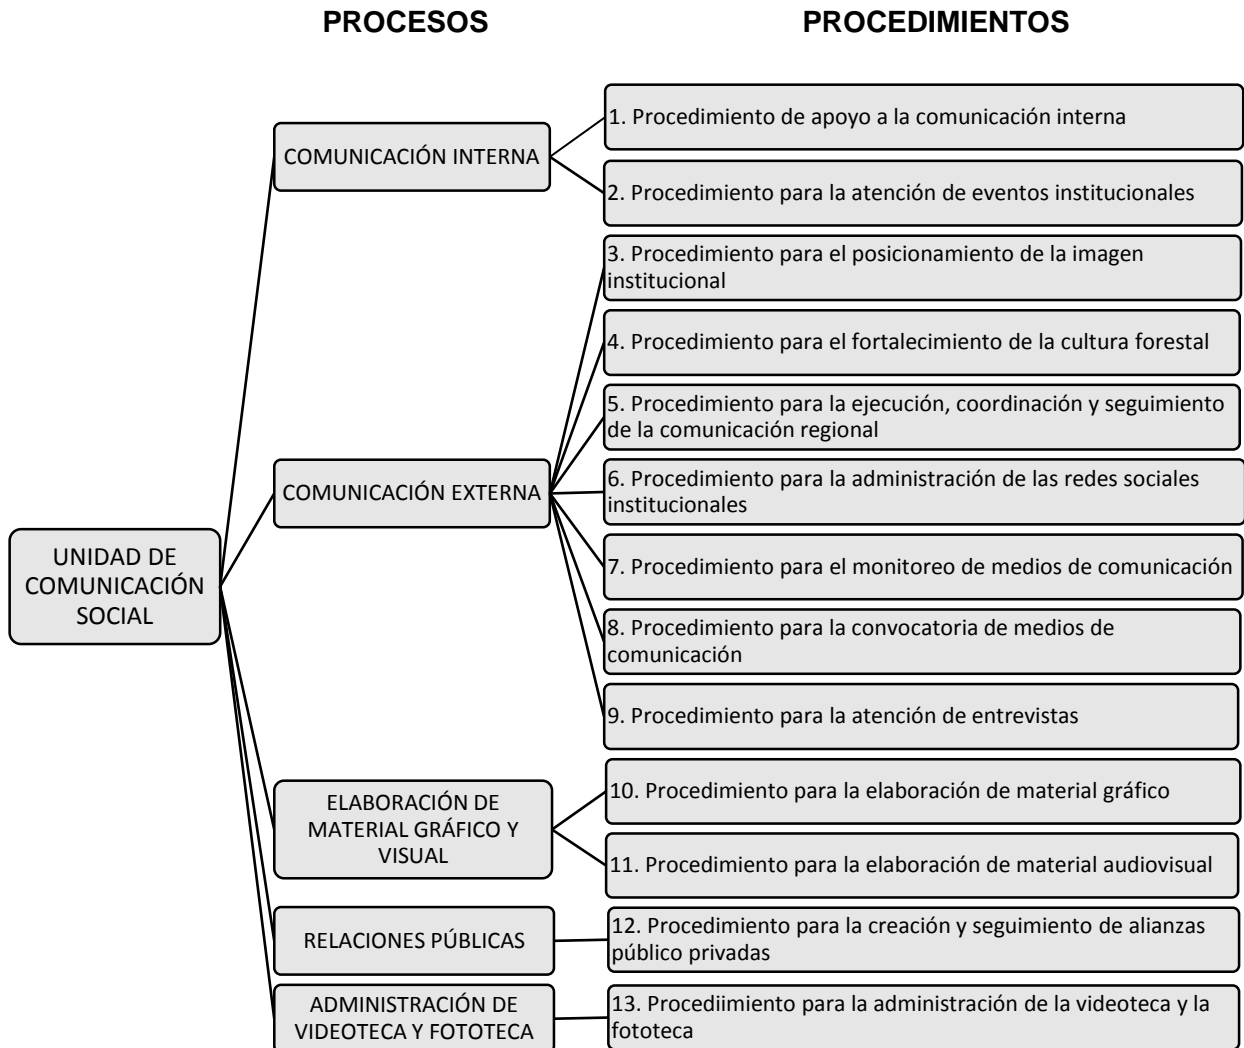 PROCESOS
PROCEDIMIENTOS
UNIDAD DE
COMUNICACIÓN
SOCIAL
COMUNICACIÓN INTERNA
1. Procedimiento de apoyo a la comunicación interna
2. Procedimiento para la atención de eventos institucionales
COMUNICACIÓN EXTERNA
3. Procedimiento para el posicionamiento de la imagen
institucional
4. Procedimiento para el fortalecimiento de la cultura forestal
5. Procedimiento para la ejecución, coordinación y seguimiento
de la comunicación regional
6. Procedimiento para la administración de las redes sociales
institucionales
7. Procedimiento para el monitoreo de medios de comunicación
8. Procedimiento para la convocatoria de medios de
comunicación
9. Procedimiento para la atención de entrevistas
ELABORACIÓN DE
MATERIAL GRÁFICO Y
VISUAL
10. Procedimiento para la elaboración de material gráfico
11. Procedimiento para la elaboración de material audiovisual
RELACIONES PÚBLICAS
12. Procedimiento para la creación y seguimiento de alianzas
público privadas
ADMINISTRACIÓN DE
VIDEOTECA Y FOTOTECA
13. Procediimiento para la administración de la videoteca y la
fototeca